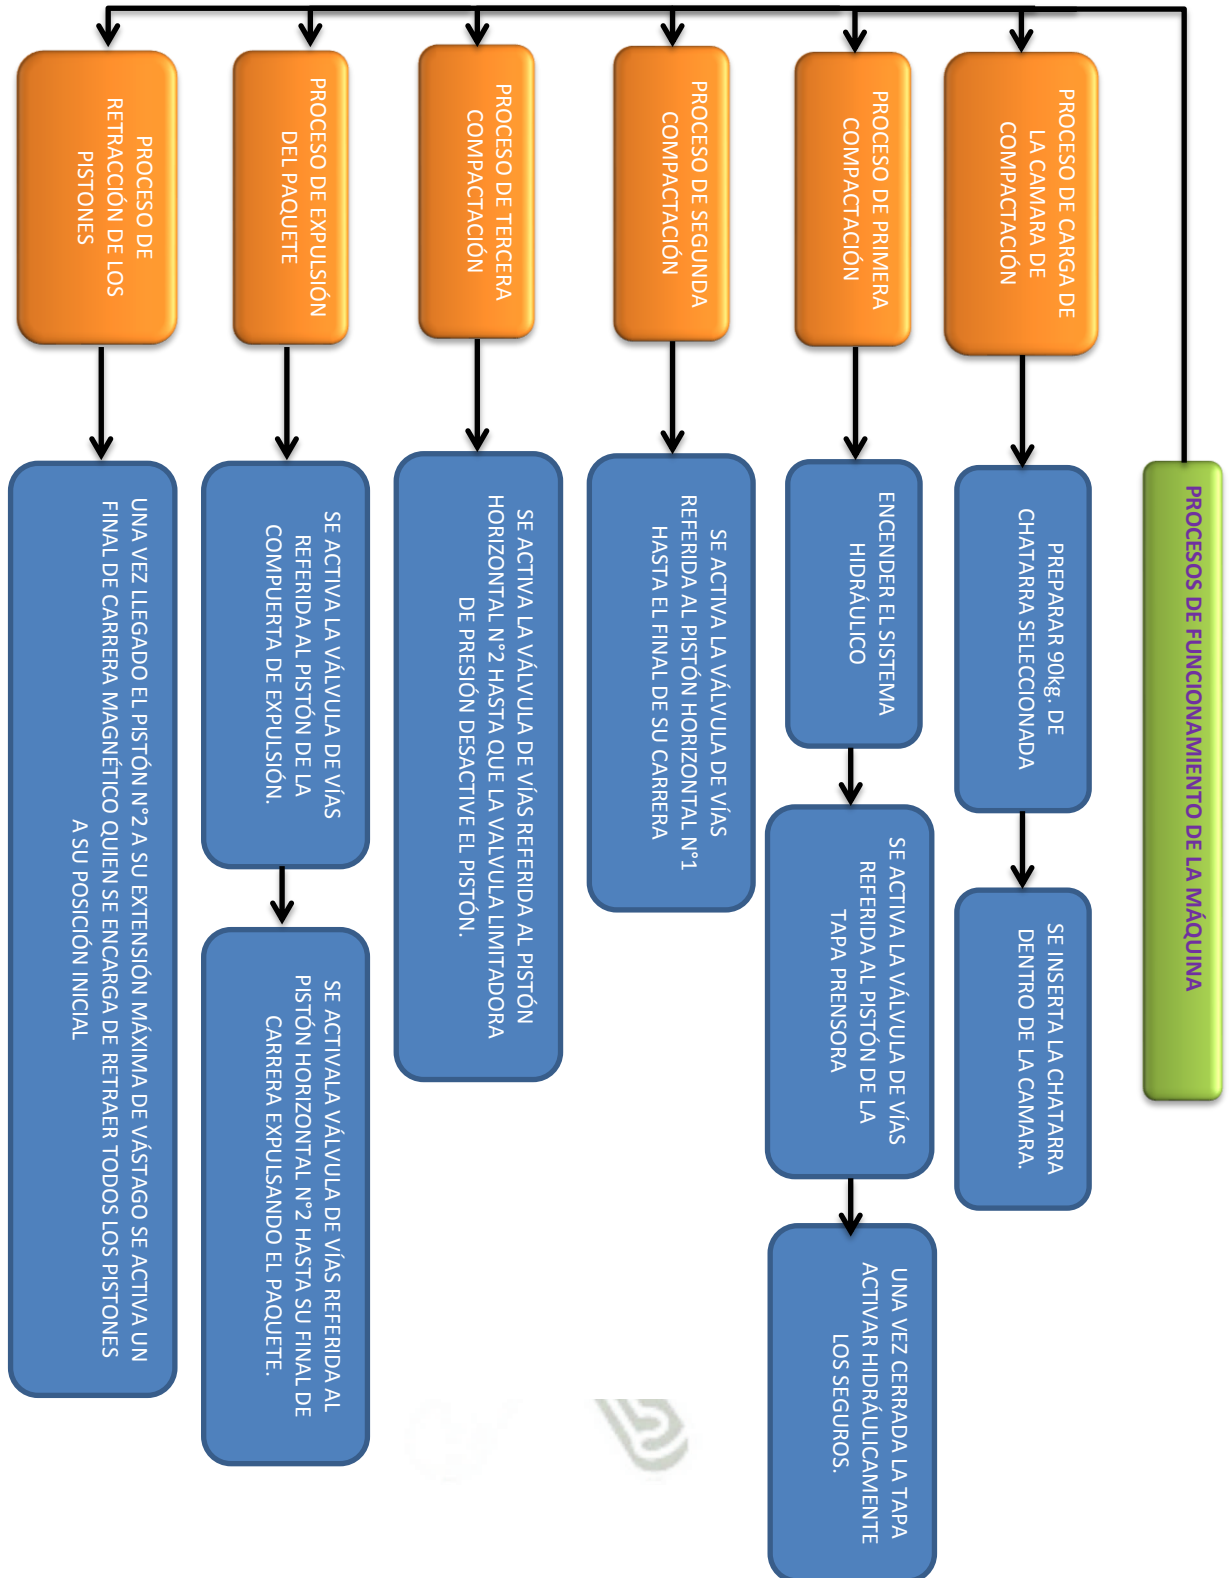 PROCESOS DE FUNCIONAMIENTO DE LA MÁQUINA
PROCESO DE CARGA DE
LA CAMARA DE
COMPACTACIÓN
PREPARAR 90kg. DE
CHATARRA SELECCIONADA
SE INSERTA LA CHATARRA
DENTRO DE LA CAMARA.
PROCESO DE PRIMERA
COMPACTACIÓN
ENCENDER EL SISTEMA
HIDRÁULICO
SE ACTIVA LA VÁLVULA DE VÍAS
REFERIDA AL PISTÓN DE LA
TAPA PRENSORA
UNA VEZ CERRADA LA TAPA
ACTIVAR HIDRÁULICAMENTE
LOS SEGUROS.
PROCESO DE SEGUNDA
COMPACTACIÓN
SE ACTIVA LA VÁLVULA DE VÍAS
REFERIDA AL PISTÓN HORIZONTAL N°1
HASTA EL FINAL DE SU CARRERA
PROCESO DE TERCERA
COMPACTACIÓN
SE ACTIVA LA VÁLVULA DE VÍAS REFERIDA AL PISTÓN
HORIZONTAL N°2 HASTA QUE LA VALVULA LIMITADORA
DE PRESIÓN DESACTIVE EL PISTÓN.
PROCESO DE EXPULSIÓN
DEL PAQUETE
SE ACTIVA LA VÁLVULA DE VÍAS
REFERIDA AL PISTÓN DE LA
COMPUERTA DE EXPULSIÓN.
SE ACTIVALA VÁLVULA DE VÍAS REFERIDA AL
PISTÓN HORIZONTAL N°2 HASTA SU FINAL DE
CARRERA EXPULSANDO EL PAQUETE.
PROCESO DE
RETRACCIÓN DE LOS
PISTONES
UNA VEZ LLEGADO EL PISTÓN N°2 A SU EXTENSIÓN MÁXIMA DE VÁSTAGO SE ACTIVA UN
FINAL DE CARRERA MAGNÉTICO QUIEN SE ENCARGA DE RETRAER TODOS LOS PISTONES
A SU POSICIÓN INICIAL